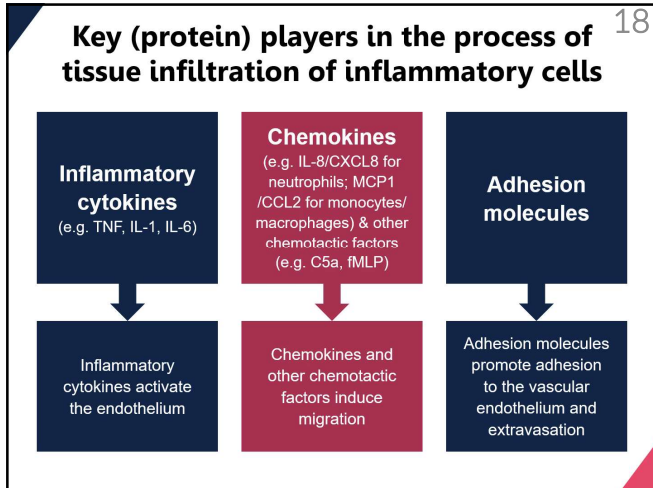 18
Key (protein) players in the process of
tissue infiltration of inflammatory cells
Inflammatory
cytokines
(e.g. TNF, IL-1, IL-6)
Chemokines
(e.g. IL-8/CXCL8 for
neutrophils; MCP1
/CCL2 for monocytes/
macrophages) & other
chemotactic factors
(e.g. C5a, fMLP)
Adhesion
molecules
Inflammatory
cytokines activate
the endothelium
Chemokines and
other chemotactic
factors induce
migration
Adhesion molecules
promote adhesion
to the vascular
endothelium and
extravasation